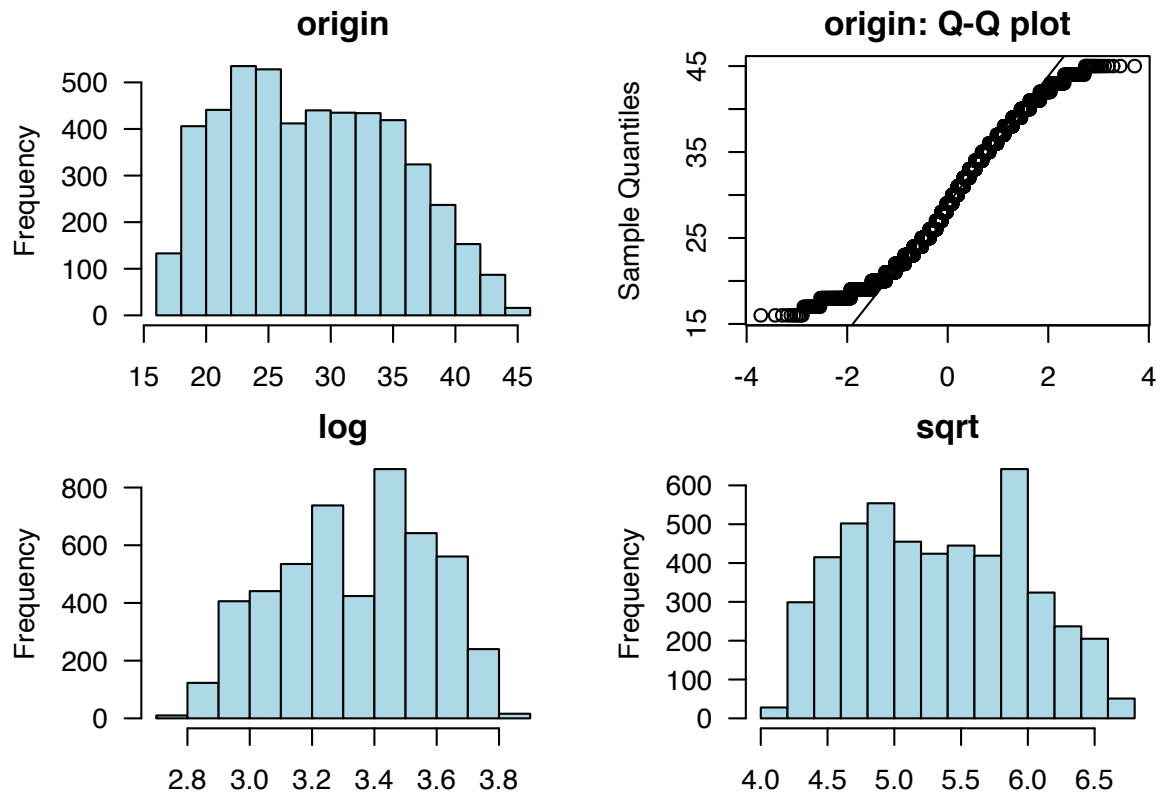 origin
Frequency
500
400
300
200
100
0
15 20 25 30 35 40 45
origin: Q-Q plot
Sample Quantiles
45
35
25
15
-4 -2 0 2 4
log
Frequency
800
600
400
200
0
2.8 3.0 3.2 3.4 3.6 3.8
sqrt
Frequency
600
500
400
300
200
100
0
4.0 4.5 5.0 5.5 6.0 6.5